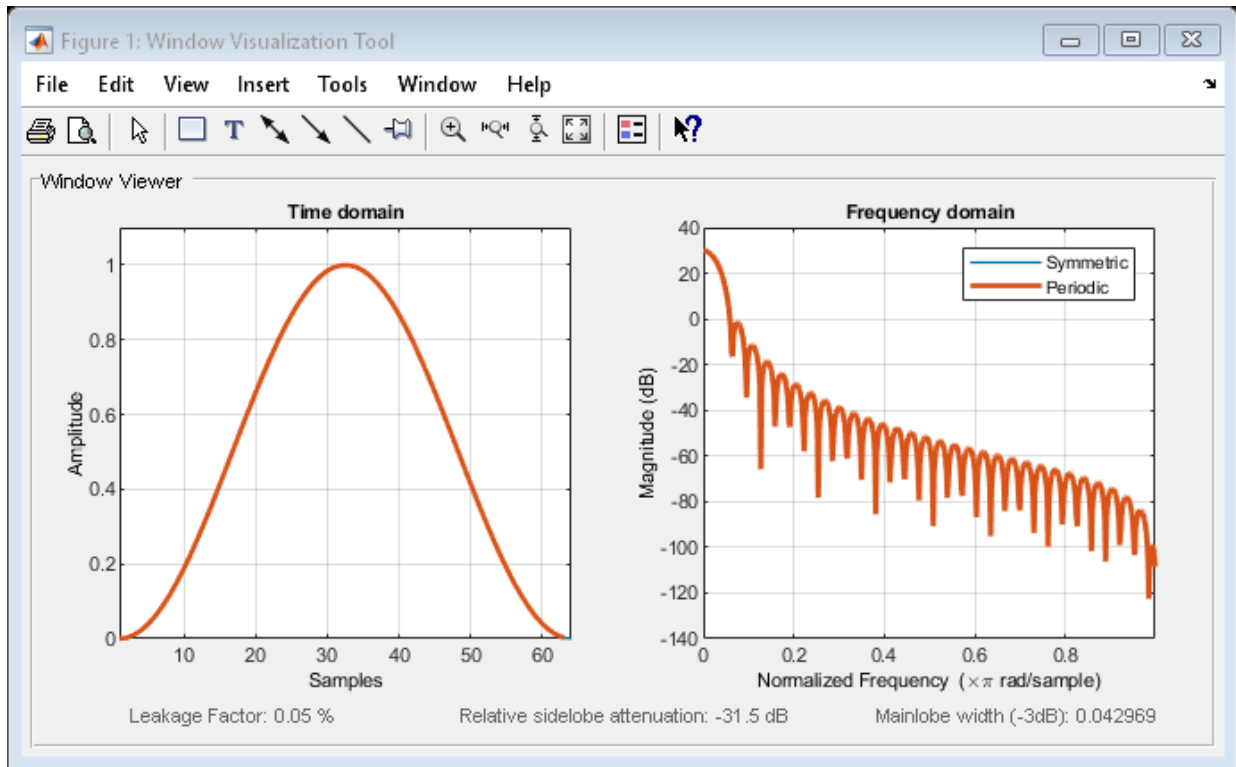 Figure 1: Window Visualization Tool
File Edit View Insert Tools Window Help
T
?
Window Viewer
Time domain
1
0.8
0.6
0.4
0.2
0
Amplitude
10 20 30 40 50 60
Samples
Frequency domain
Symmetric
Periodic
40
20
0
-20
-40
-60
-80
-100
-120
-140
Magnitude (dB)
0 0.2 0.4 0.6 0.8
Normalized Frequency (×π rad/sample)
Leakage Factor: 0.05 % Relative sidelobe attenuation: -31.5 dB Mainlobe width (-3dB): 0.042969